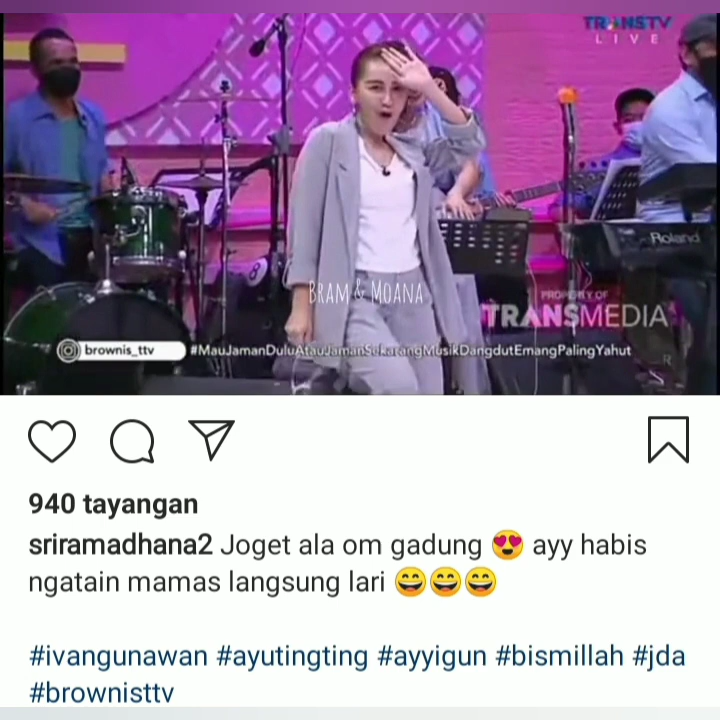 TRANSTV
LIVE
8
Roland
BRAM & MOANA
PROPERTY OF
TRANSMEDIA
brownis_ttv
#MauJamanDuluAtauJamanSekarangMusikDangdutEmangPalingYahut
R
940 tayangan
sriramadhana2 Joget ala om gadung 😍 ayy habis
ngatain mamas langsung lari 😄😄😄
#ivangunawan #ayutingting #ayyigun #bismillah #jda
#brownisttv